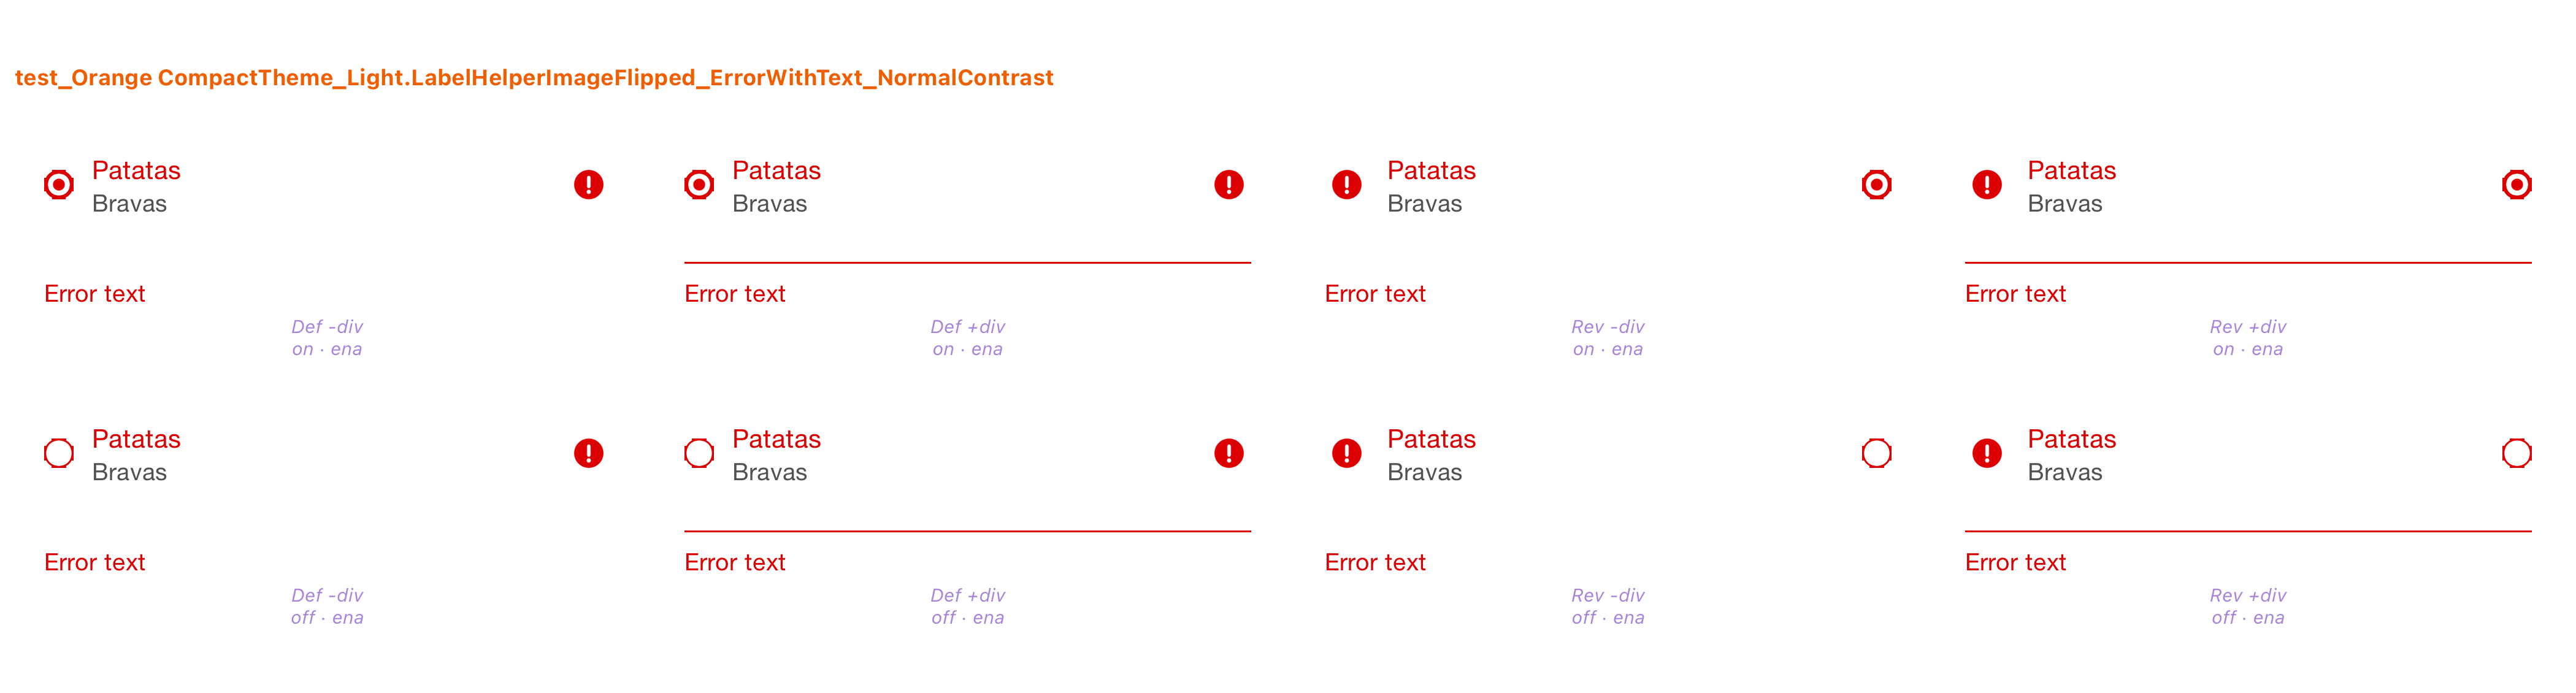 test_Orange CompactTheme_Light.LabelHelperImageFlipped_ErrorWithText_NormalContrast
Patatas
Bravas
Error text
Def -div
on · ena
Patatas
Bravas
Error text
Def +div
on · ena
Patatas
Bravas
Error text
Rev -div
on · ena
Patatas
Bravas
Error text
Rev +div
on · ena
Patatas
Bravas
Error text
Def -div
off · ena
Patatas
Bravas
Error text
Def +div
off · ena
Patatas
Bravas
Error text
Rev -div
off · ena
Patatas
Bravas
Error text
Rev +div
off · ena